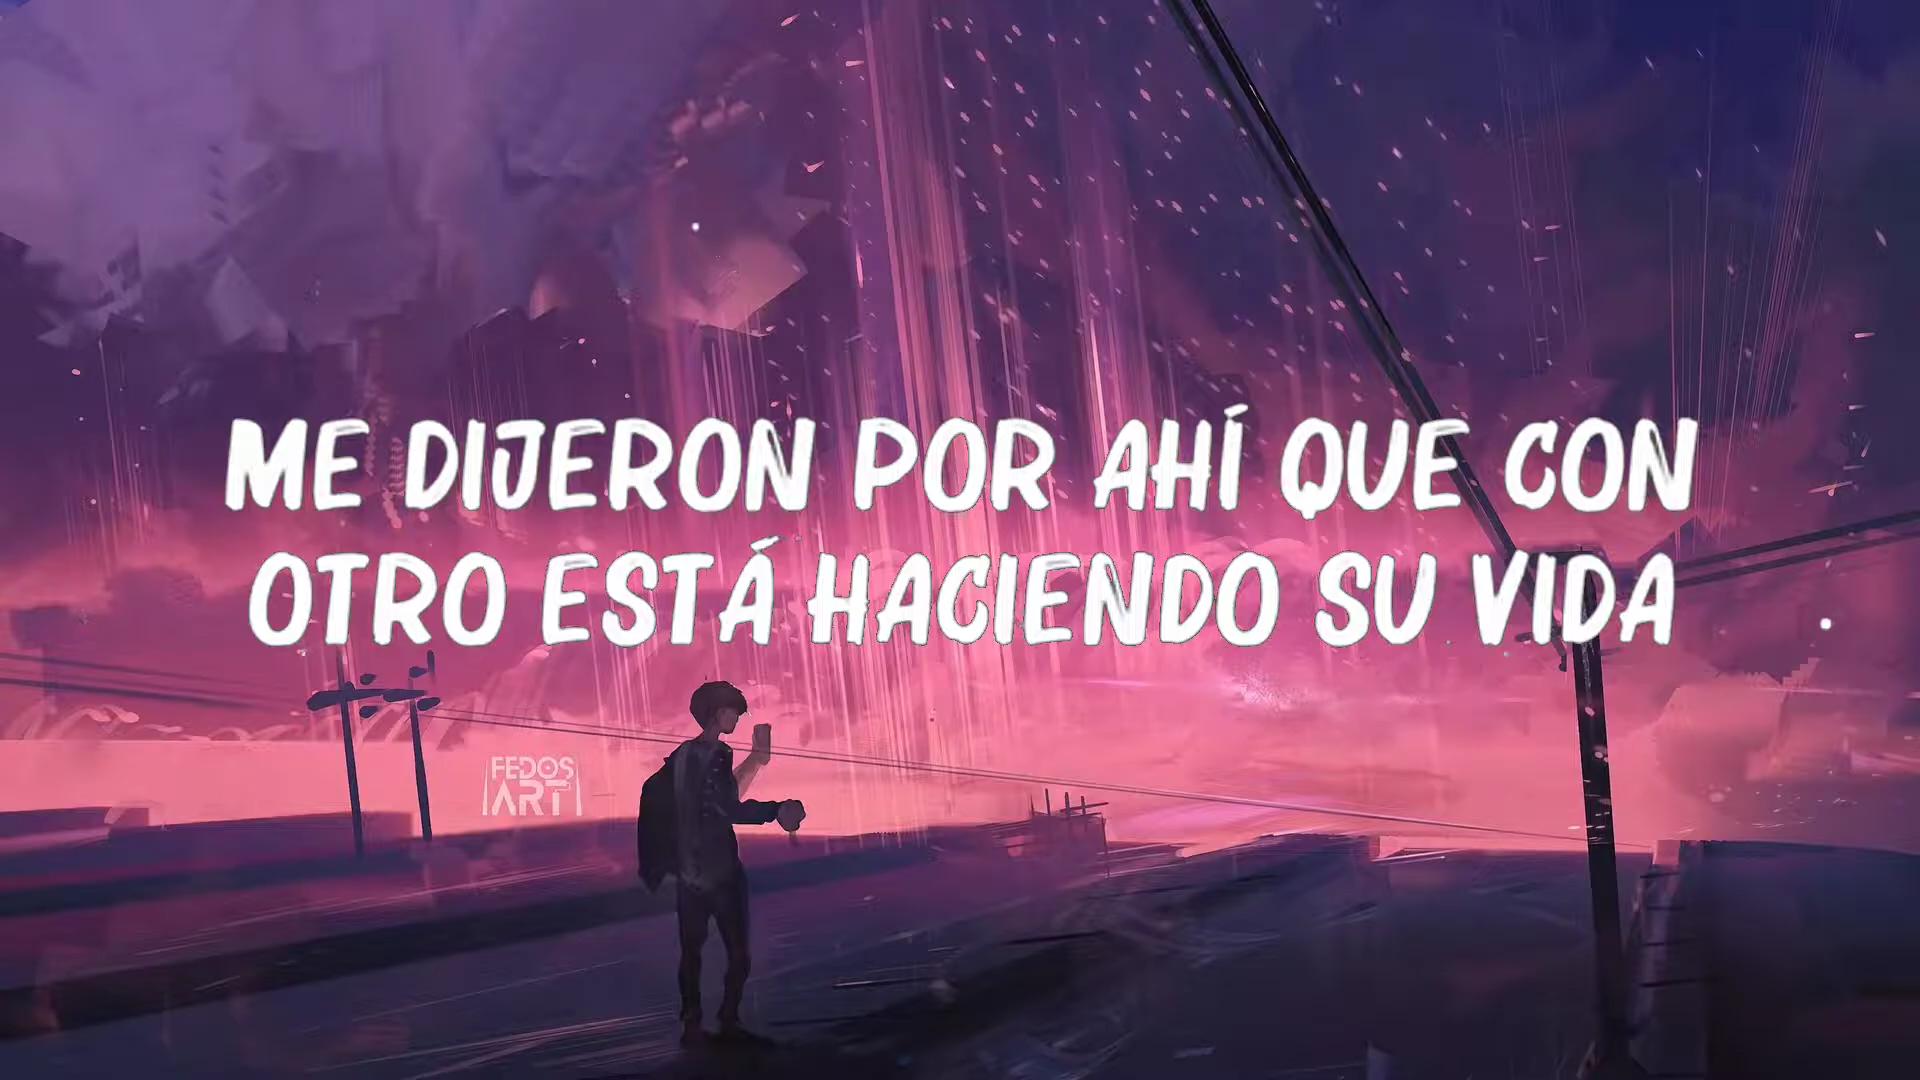 ME DIJERON POR AHÍ QUE CON
OTRO ESTÁ HACIENDO SU VIDA
FEDOS
ART